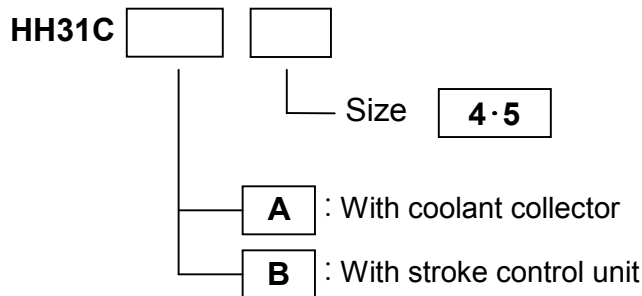 HH31C
Size 4·5
A : With coolant collector
B : With stroke control unit